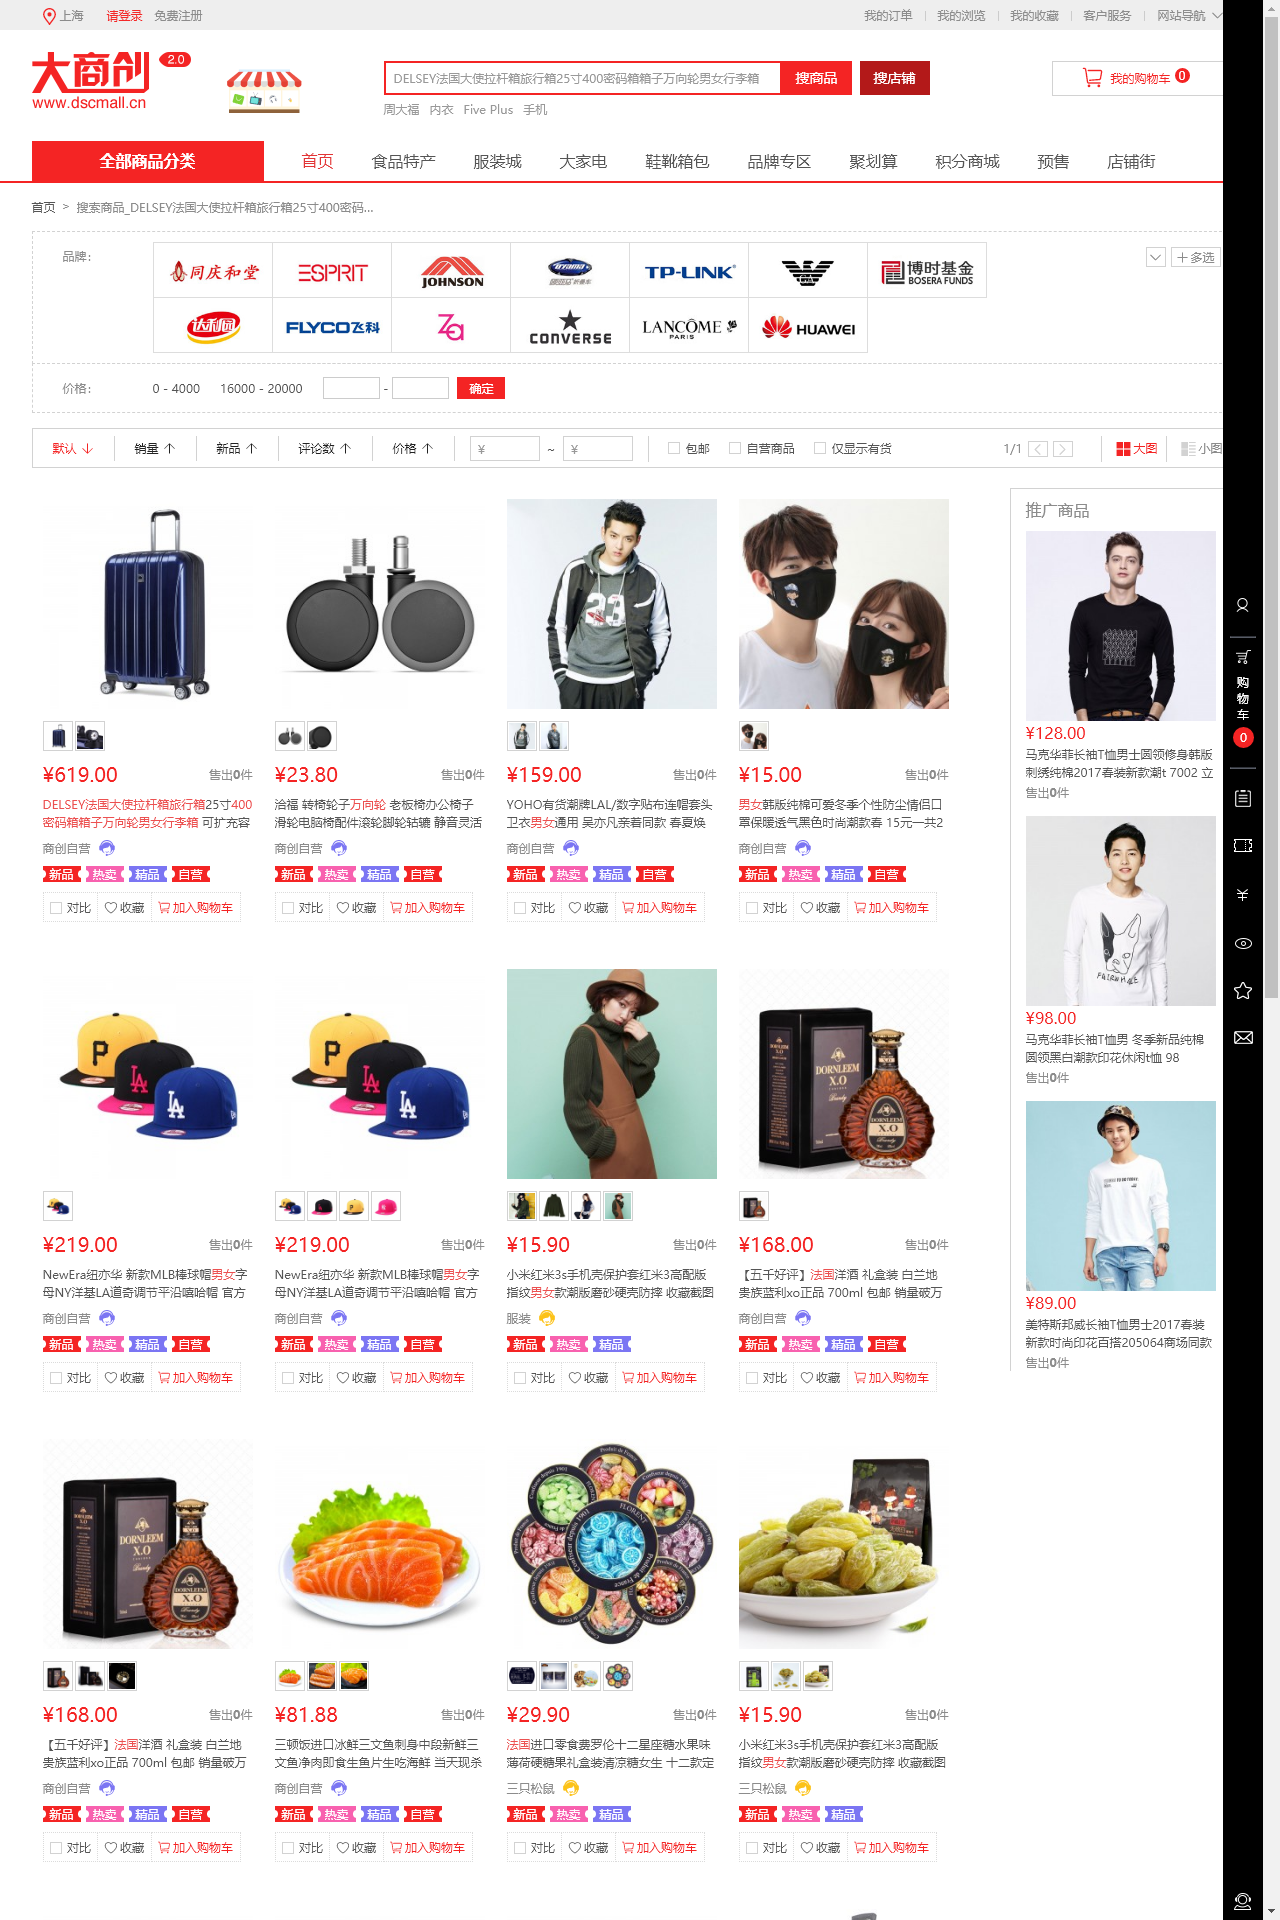 上海 请登录 免费注册 我的订单 我的浏览 我的收藏 客户服务 网站导航
大商创 2.0
www.dscmall.cn
DELSEY法国大使拉杆箱旅行箱25寸400密码箱箱子万向轮男女行李箱 搜商品 搜店铺
我的购物车 0
周大福 内衣 Five Plus 手机
全部商品分类 首页 食品特产 服装城 大家电 鞋靴箱包 品牌专区 聚划算 积分商城 预售 店铺街
首页 > 搜索商品_DELSEY法国大使拉杆箱旅行箱25寸400密码...
品牌: 同庆和堂 ESPRIT JOHNSON TP-LINK 博时基金 BOSERA FUNDS 多选
达利园 FLYCO飞科 Za CONVERSE LANCÔME PARIS HUAWEI
价格: 0 - 4000 16000 - 20000 - 确定
默认 销量 新品 评论数 价格 ¥ ~ ¥ 包邮 自营商品 仅显示有货 1/1 大图 小图
推广商品
¥619.00 售出0件
DELSEY法国大使拉杆箱旅行箱25寸400
密码箱箱子万向轮男女行李箱 可扩充容
商创自营
新品 热卖 精品 自营
对比 收藏 加入购物车
¥23.80 售出0件
洽福 转椅轮子万向轮 老板椅办公椅子
滑轮电脑椅配件滚轮脚轮轱辘 静音灵活
商创自营
新品 热卖 精品 自营
对比 收藏 加入购物车
¥159.00 售出0件
YOHO有货潮牌LAL/数字贴布连帽套头
卫衣男女通用 吴亦凡亲着同款 春夏焕
商创自营
新品 热卖 精品 自营
对比 收藏 加入购物车
¥15.00 售出0件
男女韩版纯棉可爱冬季个性防尘情侣口
罩保暖透气黑色时尚潮款春 15元一共2
商创自营
新品 热卖 精品 自营
对比 收藏 加入购物车
¥128.00
马克华菲长袖T恤男士圆领修身韩版
刺绣纯棉2017春装新款潮t 7002 立
售出0件
¥98.00
马克华菲长袖T恤男 冬季新品纯棉
圆领黑白潮款印花休闲t恤 98
售出0件
¥89.00
美特斯邦威长袖T恤男士2017春装
新款时尚印花百搭205064商场同款
售出0件
购
物
车
0
¥219.00 售出0件
NewEra纽亦华 新款MLB棒球帽男女字
母NY洋基LA道奇调节平沿嘻哈帽 官方
商创自营
新品 热卖 精品 自营
对比 收藏 加入购物车
¥219.00 售出0件
NewEra纽亦华 新款MLB棒球帽男女字
母NY洋基LA道奇调节平沿嘻哈帽 官方
商创自营
新品 热卖 精品 自营
对比 收藏 加入购物车
¥15.90 售出0件
小米红米3s手机壳保护套红米3高配版
指纹男女款潮版磨砂硬壳防摔 收藏截图
服装
新品 热卖 精品
对比 收藏 加入购物车
DORNLEEM
X.O
¥168.00 售出0件
【五千好评】法国洋酒 礼盒装 白兰地
贵族蓝利xo正品 700ml 包邮 销量破万
商创自营
新品 热卖 精品 自营
对比 收藏 加入购物车
DORNLEEM
X.O
¥168.00 售出0件
【五千好评】法国洋酒 礼盒装 白兰地
贵族蓝利xo正品 700ml 包邮 销量破万
商创自营
新品 热卖 精品 自营
对比 收藏 加入购物车
¥81.88 售出0件
三顿饭进口冰鲜三文鱼刺身中段新鲜三
文鱼净肉即食生鱼片生吃海鲜 当天现杀
商创自营
新品 热卖 精品 自营
对比 收藏 加入购物车
¥29.90 售出0件
法国进口零食费罗伦十二星座糖水果味
薄荷硬糖果礼盒装清凉糖女生 十二款定
三只松鼠
新品 热卖 精品
对比 收藏 加入购物车
¥15.90 售出0件
小米红米3s手机壳保护套红米3高配版
指纹男女款潮版磨砂硬壳防摔 收藏截图
三只松鼠
新品 热卖 精品
对比 收藏 加入购物车